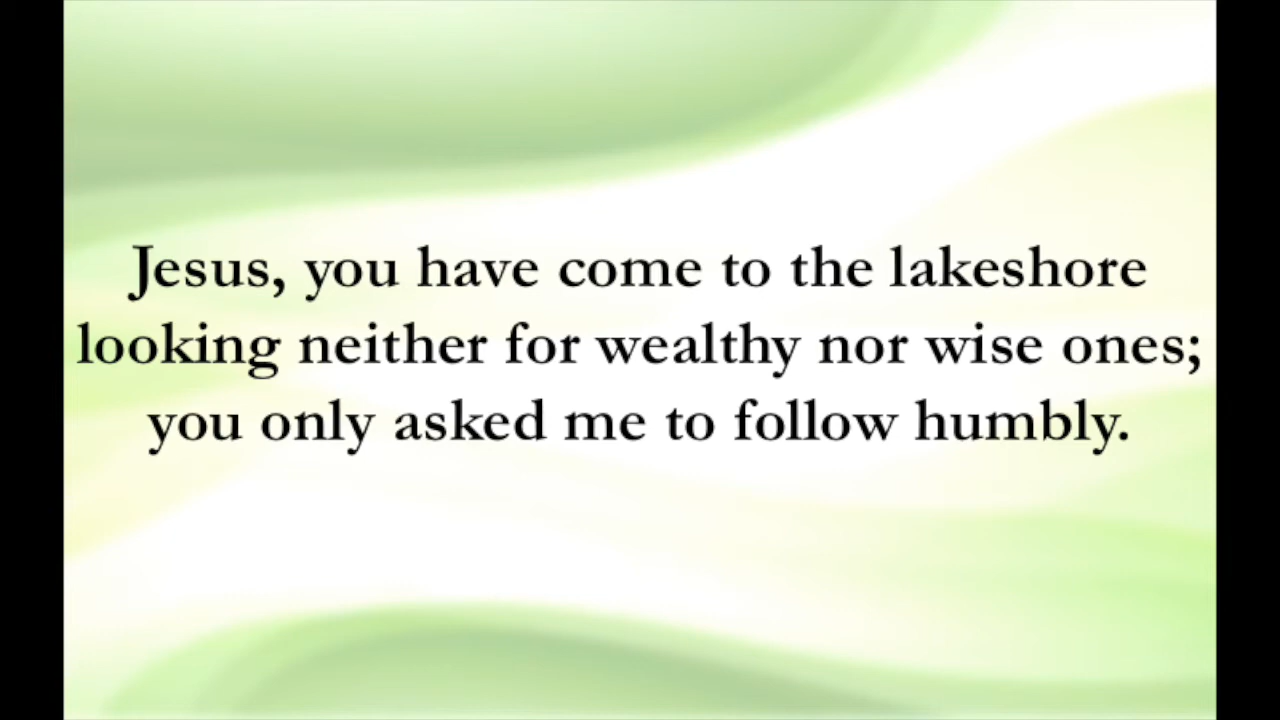 Jesus, you have come to the lakeshore
looking neither for wealthy nor wise ones;
you only asked me to follow humbly.